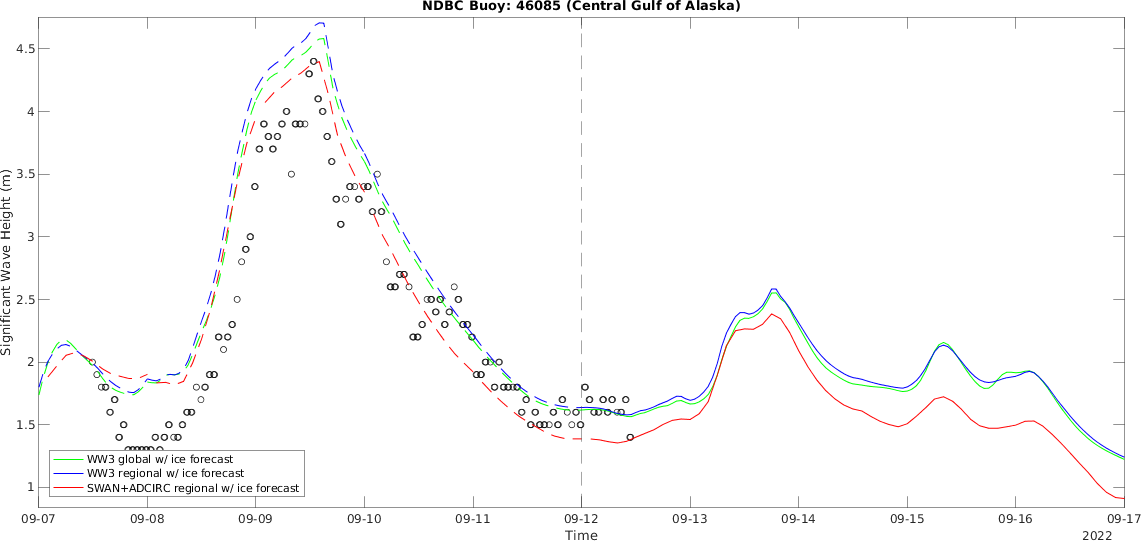 NDBC Buoy: 46085 (Central Gulf of Alaska)
Significant Wave Height (m)
4.5
4
3.5
3
2.5
2
1.5
1
WW3 global w/ ice forecast
WW3 regional w/ ice forecast
SWAN+ADCIRC regional w/ ice forecast
09-07 09-08 09-09 09-10 09-11 09-12 09-13 09-14 09-15 09-16 09-17
Time
2022